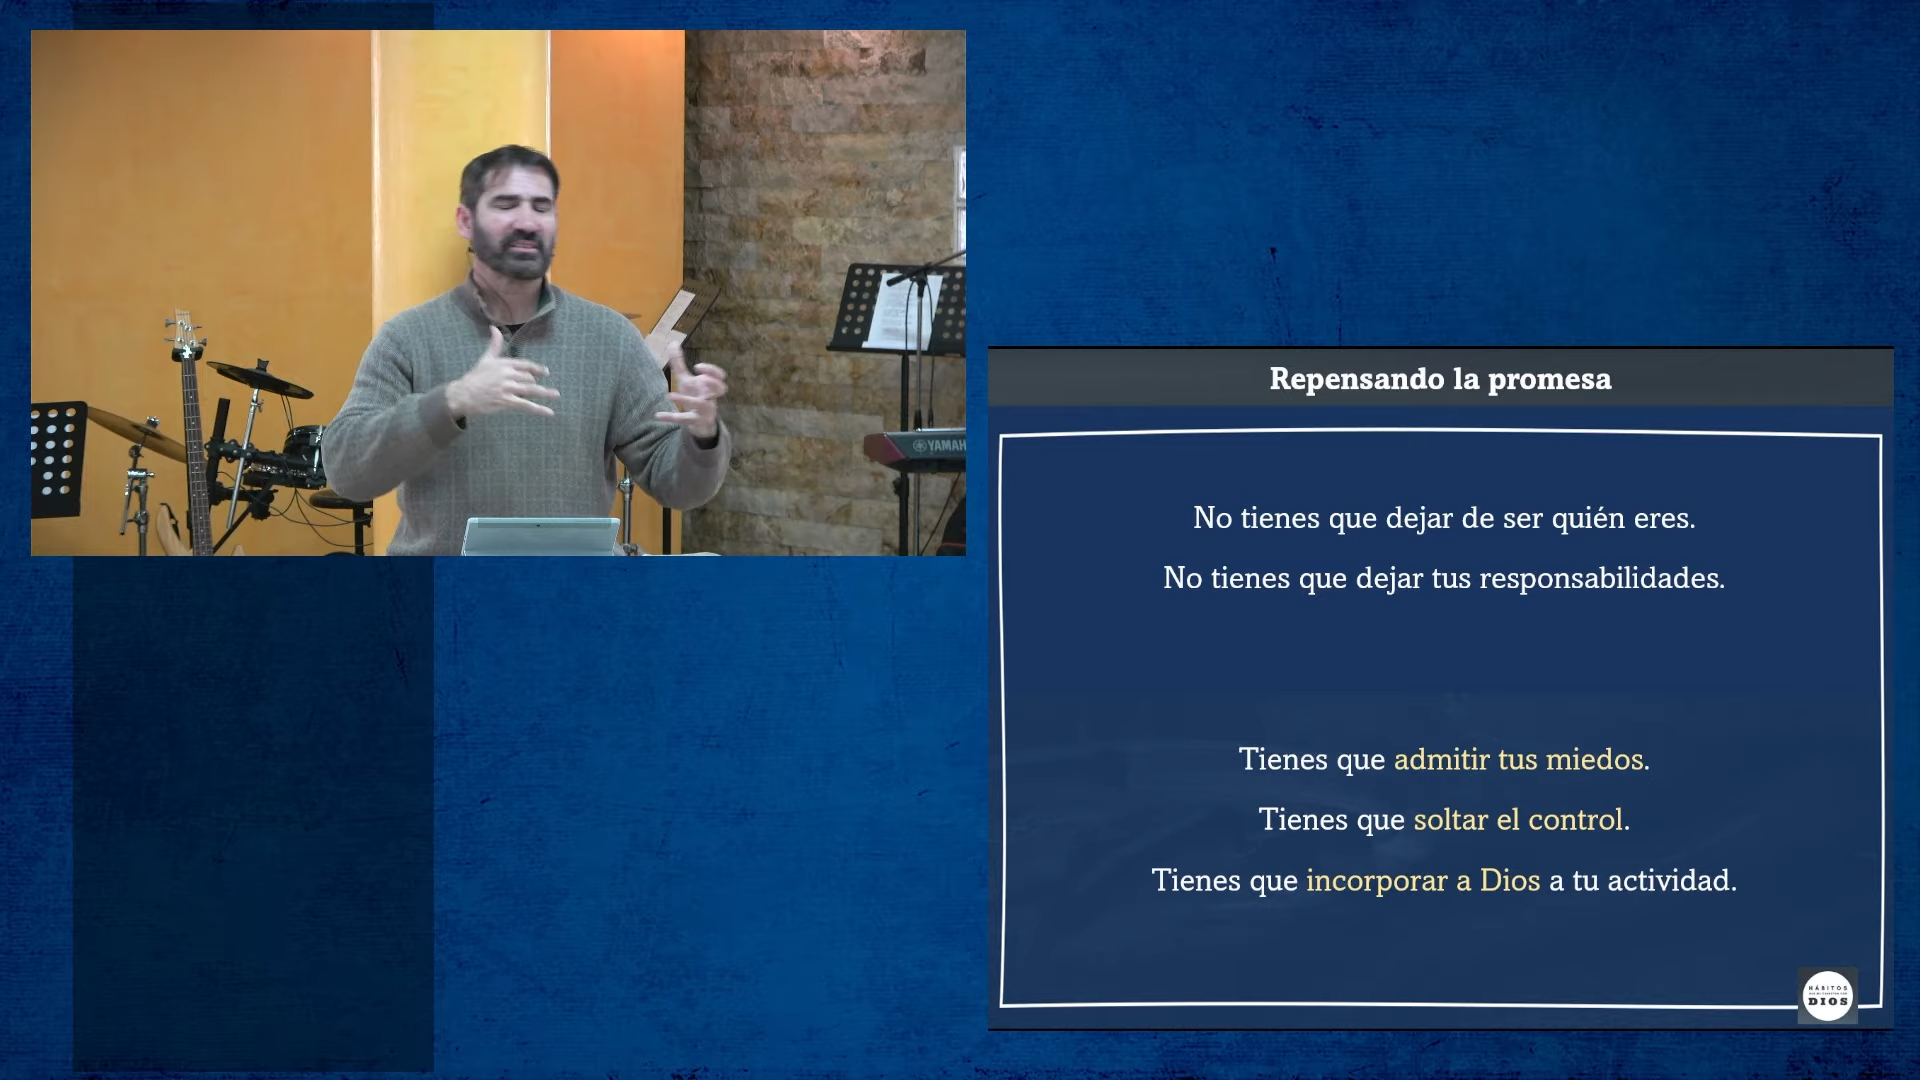 YAMAH
Repensando la promesa
No tienes que dejar de ser quién eres.
No tienes que dejar tus responsabilidades.
Tienes que admitir tus miedos.
Tienes que soltar el control.
Tienes que incorporar a Dios a tu actividad.
HÁBITOS
DIOS